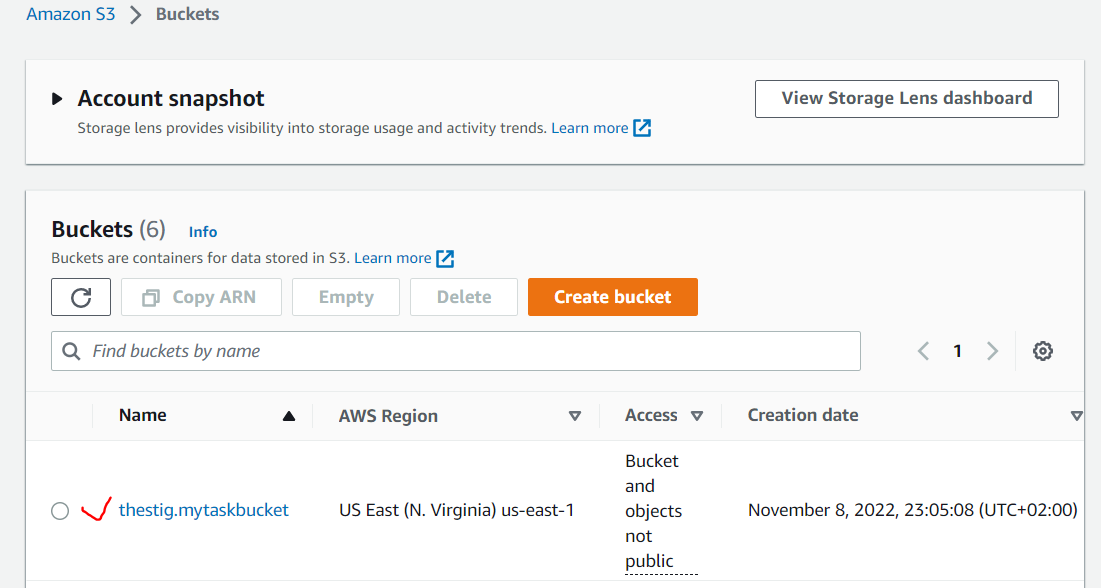 Amazon S3 > Buckets
Account snapshot
View Storage Lens dashboard
Storage lens provides visibility into storage usage and activity trends. Learn more
Buckets (6) Info
Buckets are containers for data stored in S3. Learn more
Copy ARN Empty Delete Create bucket
Find buckets by name
1
Name AWS Region Access Creation date
thestig.mytaskbucket US East (N. Virginia) us-east-1
Bucket
and
objects
not
public
November 8, 2022, 23:05:08 (UTC+02:00)